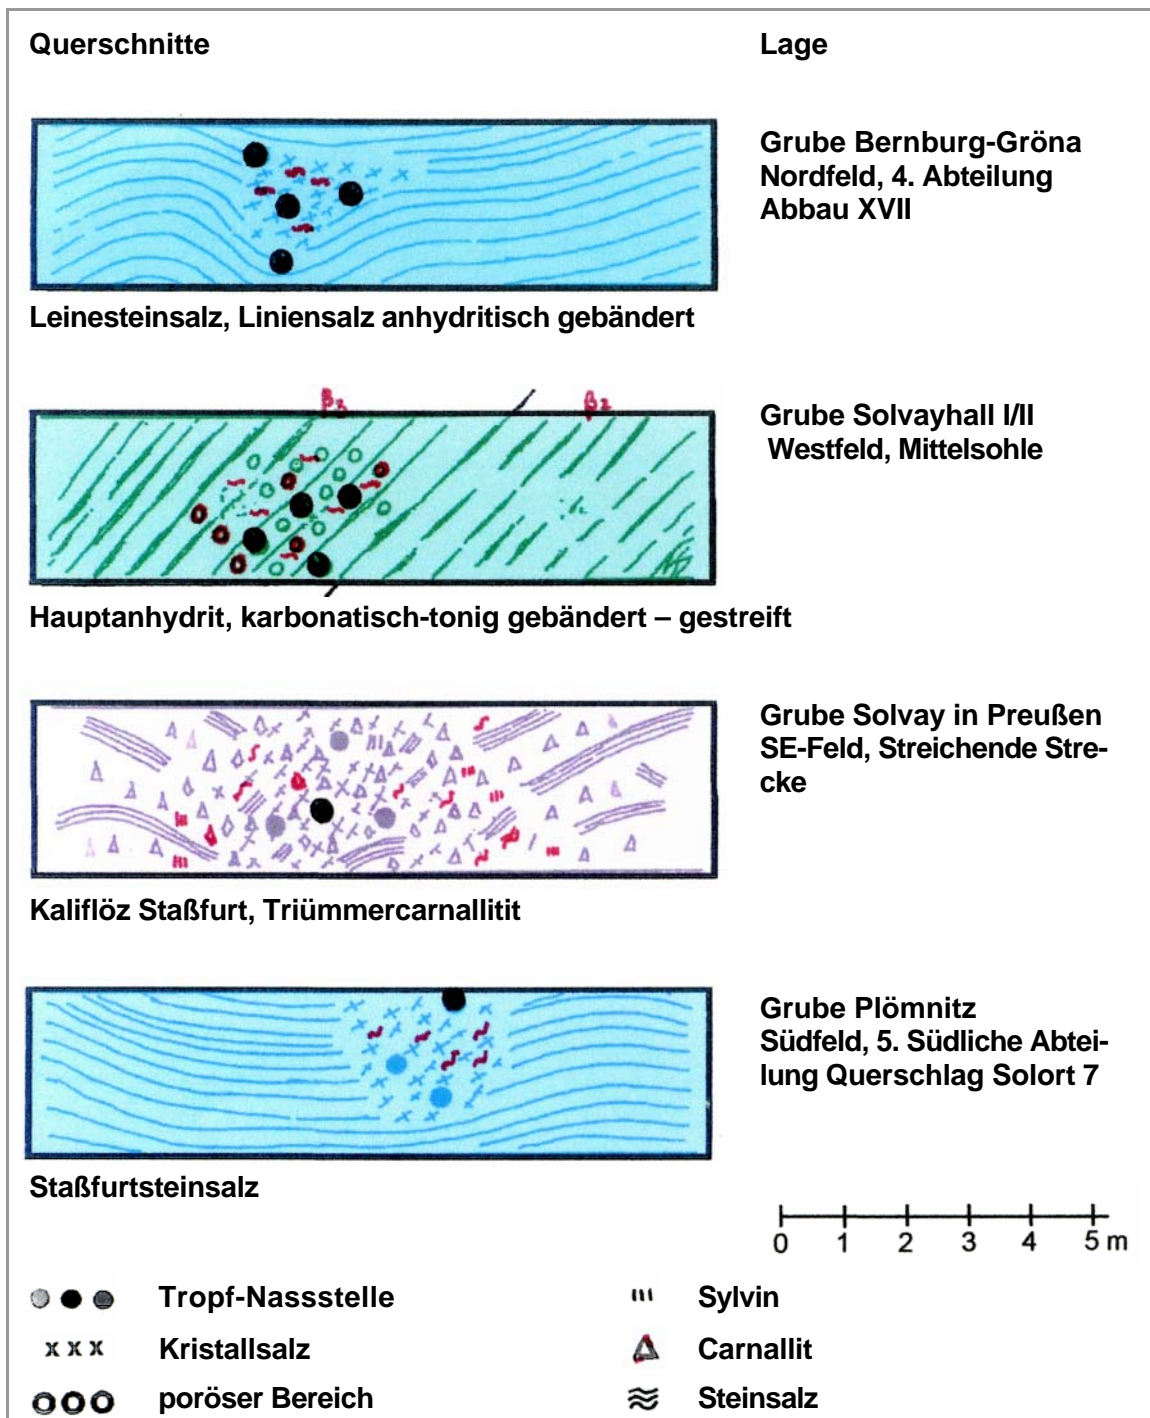 Querschnitte
Lage
Grube Bernburg-Gröna
Nordfeld, 4. Abteilung
Abbau XVII
Leinesteinsalz, Liniensalz anhydritisch gebändert
β2 β2
Grube Solvayhall I/II
Westfeld, Mittelsohle
Hauptanhydrit, karbonatisch-tonig gebändert – gestreift
Grube Solvay in Preußen
SE-Feld, Streichende Stre-
cke
Kaliflöz Staßfurt, Triümmercarnallitit
Grube Plömnitz
Südfeld, 5. Südliche Abtei-
lung Querschlag Solort 7
Staßfurtsteinsalz
0 1 2 3 4 5 m
Tropf-Nassstelle
Sylvin
Kristallsalz
Carnallit
poröser Bereich
Steinsalz